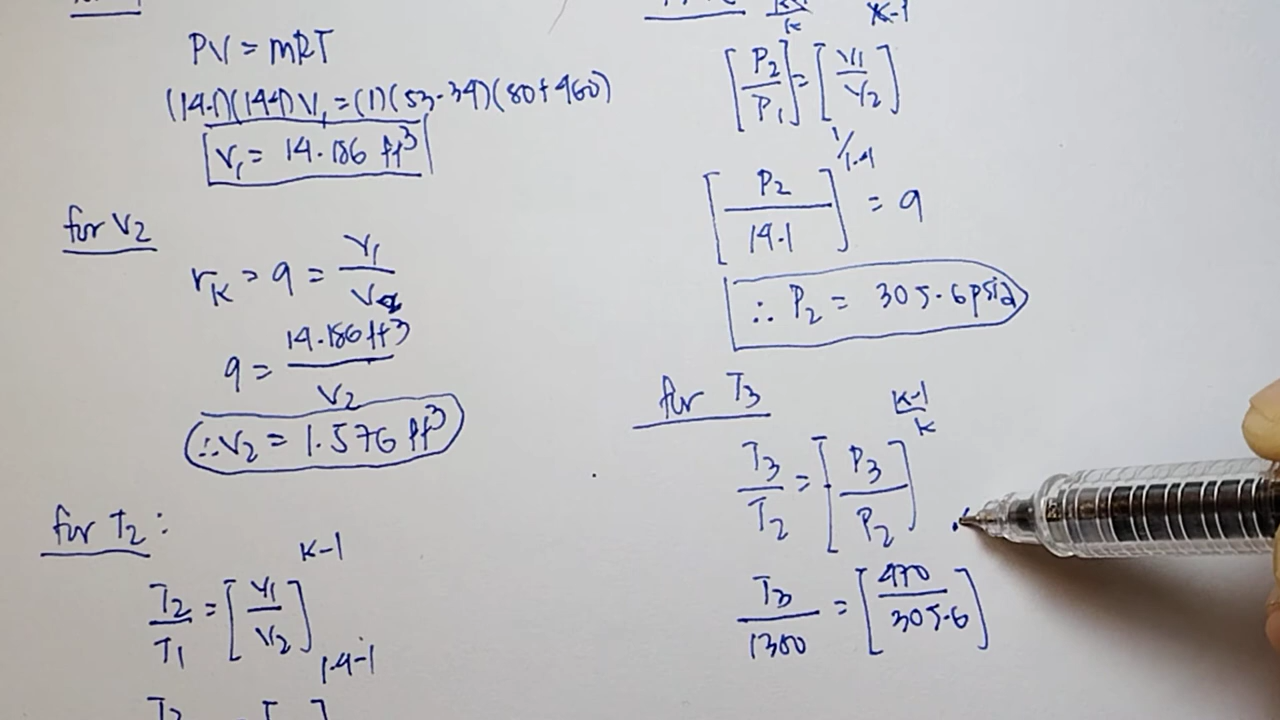 PV = mRT
(14.1)(144) V₁ = (1)(53.34)(80+460)
V₁ = 14.186 ft³
for V₂
rₖ = 9 = V₁/V₂
9 = 14.186 ft³/V₂
∴ V₂ = 1.576 ft³
for T₂:
T₂/T₁ = [V₁/V₂]^(k-1)
1.4-1
k-1
[P₂/P₁] = [V₁/V₂]
[P₂/14.1]^(1/1.4) = 9
∴ P₂ = 305.6 psia
for T₃
T₃/T₂ = [P₃/P₂]^((k-1)/k)
T₃/1300 = [470/305.6]